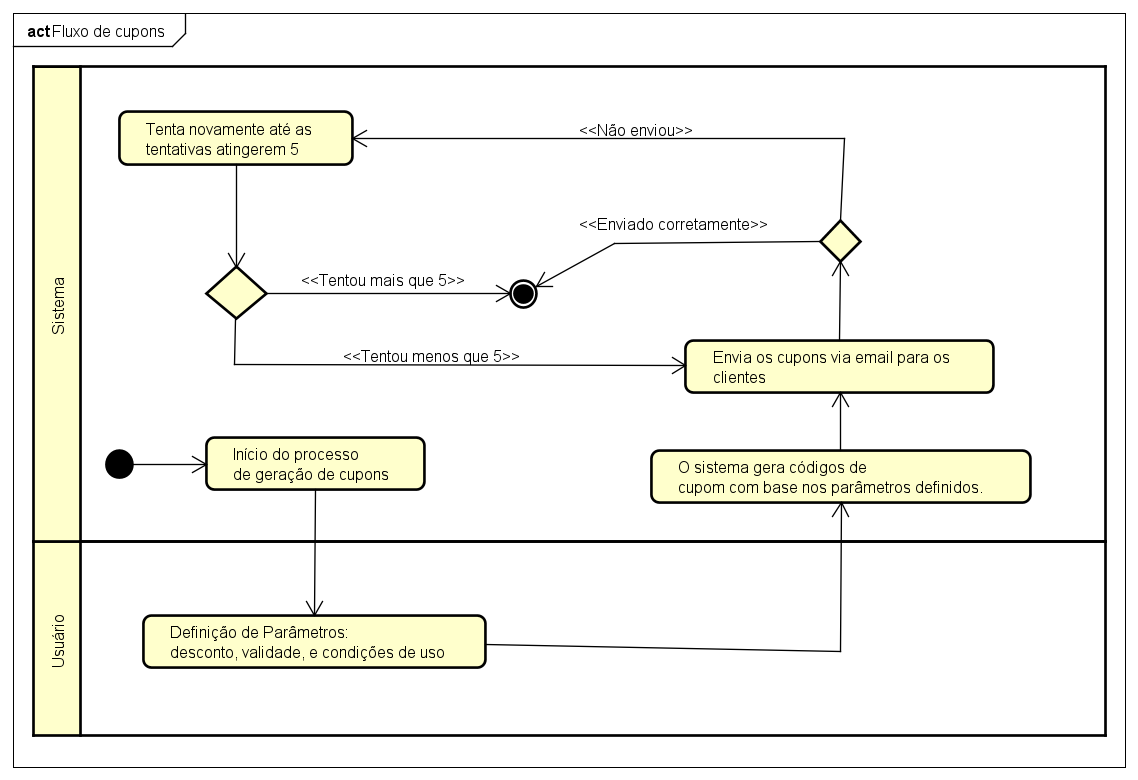 act Fluxo de cupons
Tenta novamente até as
tentativas atingerem 5
<<Não enviou>>
<<Enviado corretamente>>
<<Tentou mais que 5>>
<<Tentou menos que 5>>
Sistema
Envia os cupons via email para os
clientes
Início do processo
de geração de cupons
O sistema gera códigos de
cupom com base nos parâmetros definidos.
Usuário
Definição de Parâmetros:
desconto, validade, e condições de uso